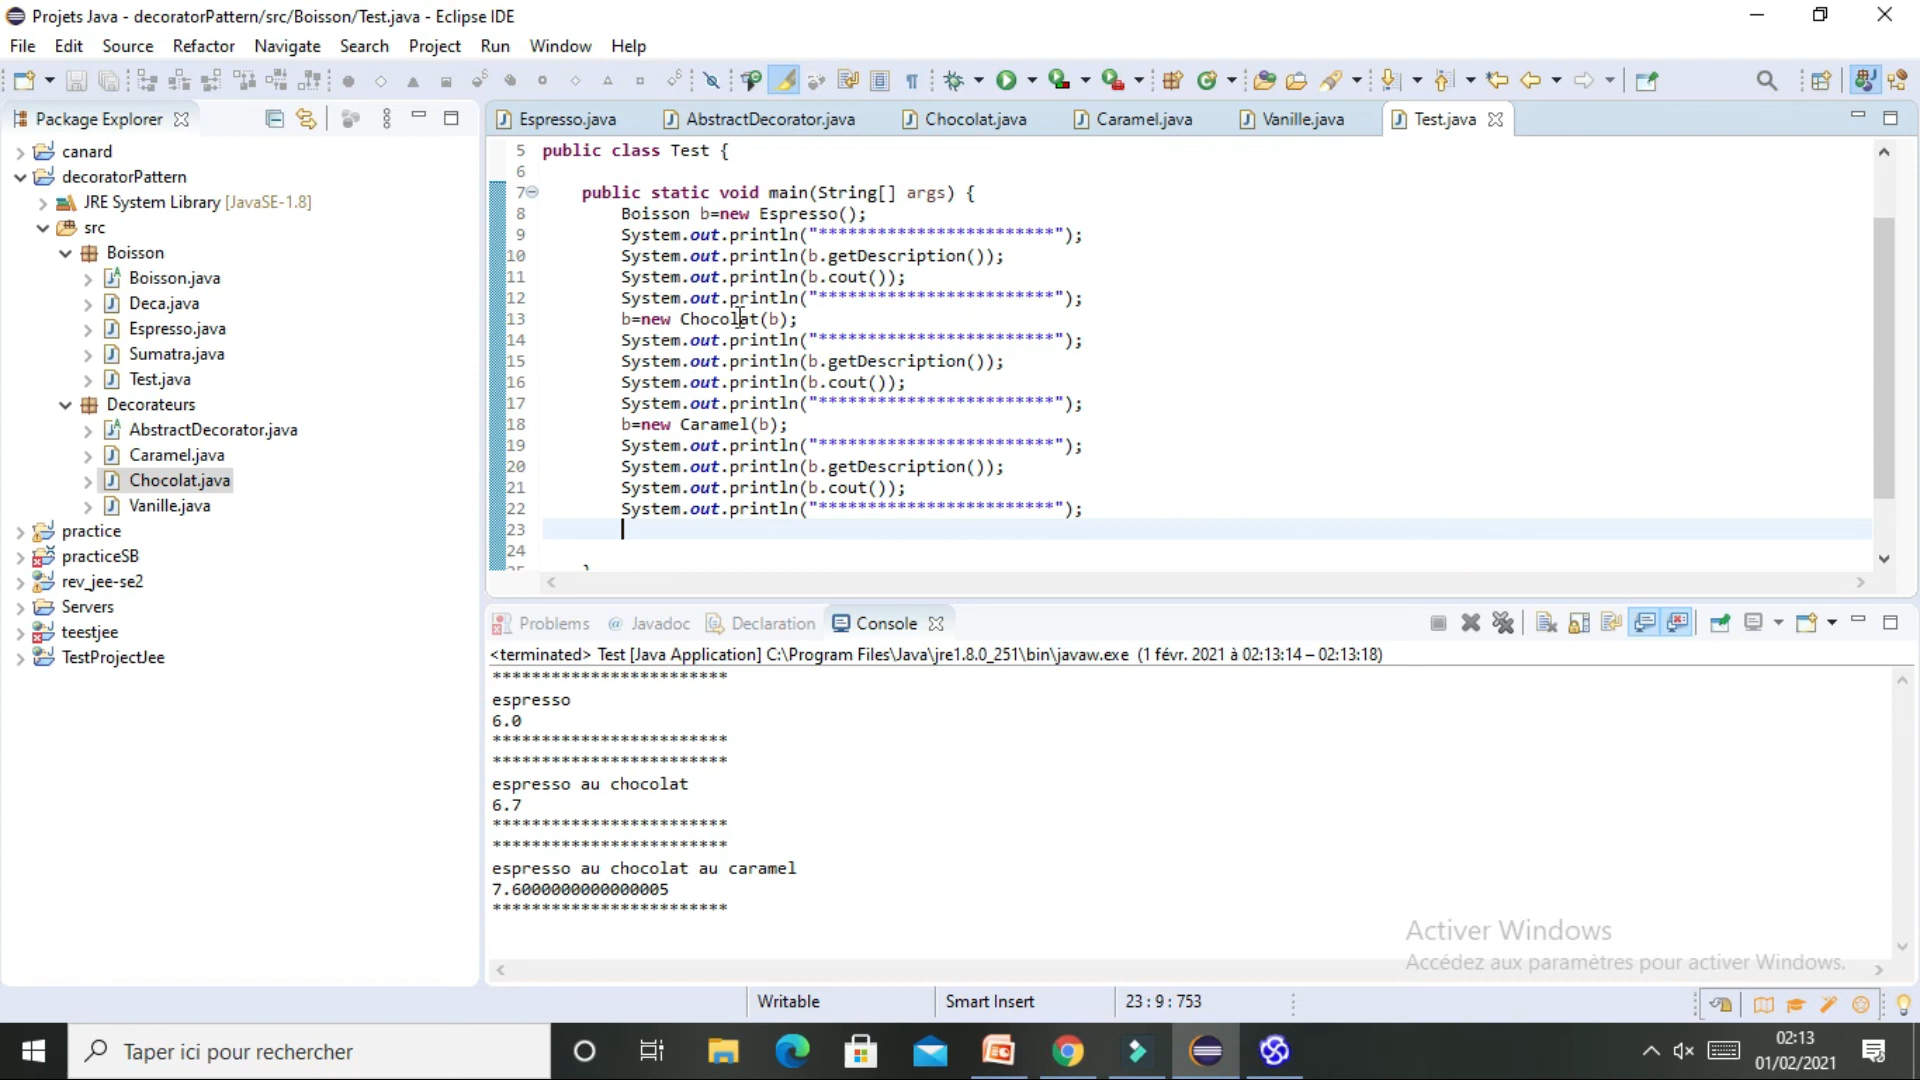 Projets Java - decoratorPattern/src/Boisson/Test.java - Eclipse IDE
File Edit Source Refactor Navigate Search Project Run Window Help
Package Explorer
canard
decoratorPattern
JRE System Library [JavaSE-1.8]
src
Boisson
Boisson.java
Deca.java
Espresso.java
Sumatra.java
Test.java
Decorateurs
AbstractDecorator.java
Caramel.java
Chocolat.java
Vanille.java
practice
practiceSB
rev_jee-se2
Servers
teestjee
TestProjectJee
Espresso.java AbstractDecorator.java Chocolat.java Caramel.java Vanille.java Test.java
5 public class Test {
6
7 public static void main(String[] args) {
8 Boisson b=new Espresso();
9 System.out.println("************************");
10 System.out.println(b.getDescription());
11 System.out.println(b.cout());
12 System.out.println("************************");
13 b=new Chocolat(b);
14 System.out.println("************************");
15 System.out.println(b.getDescription());
16 System.out.println(b.cout());
17 System.out.println("************************");
18 b=new Caramel(b);
19 System.out.println("************************");
20 System.out.println(b.getDescription());
21 System.out.println(b.cout());
22 System.out.println("************************");
23
24
Problems @ Javadoc Declaration Console
<terminated> Test [Java Application] C:\Program Files\Java\jre1.8.0_251\bin\javaw.exe (1 févr. 2021 à 02:13:14 – 02:13:18)
************************
espresso
6.0
************************
************************
espresso au chocolat
6.7
************************
************************
espresso au chocolat au caramel
7.6000000000000005
************************
Activer Windows
Accédez aux paramètres pour activer Windows.
Writable Smart Insert 23 : 9 : 753
Taper ici pour rechercher
02:13
01/02/2021